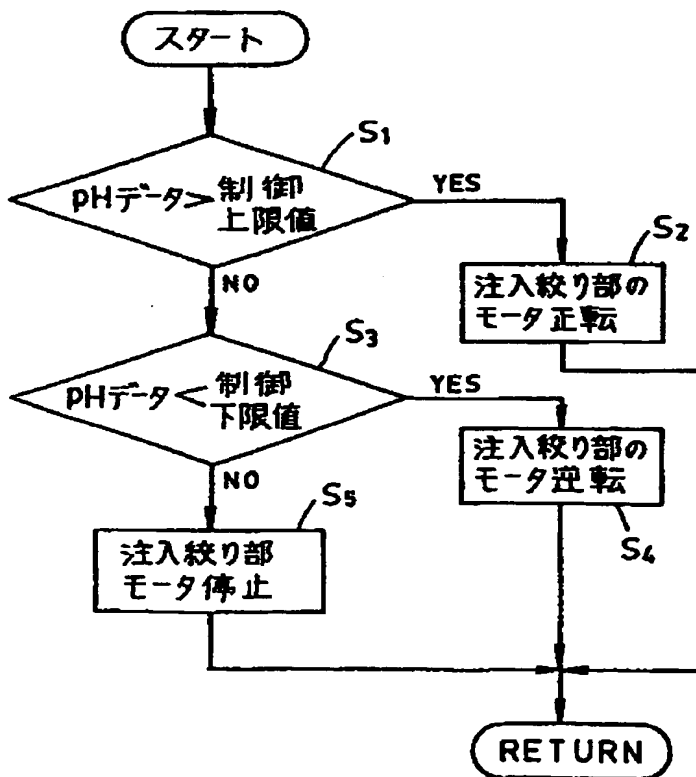 スタート
S1
pHデータ>制御
上限値
YES
S2
注入絞り部の
モータ正転
NO
S3
pHデータ<制御
下限値
YES
注入絞り部の
モータ逆転
S4
NO
S5
注入絞り部
モータ停止
RETURN